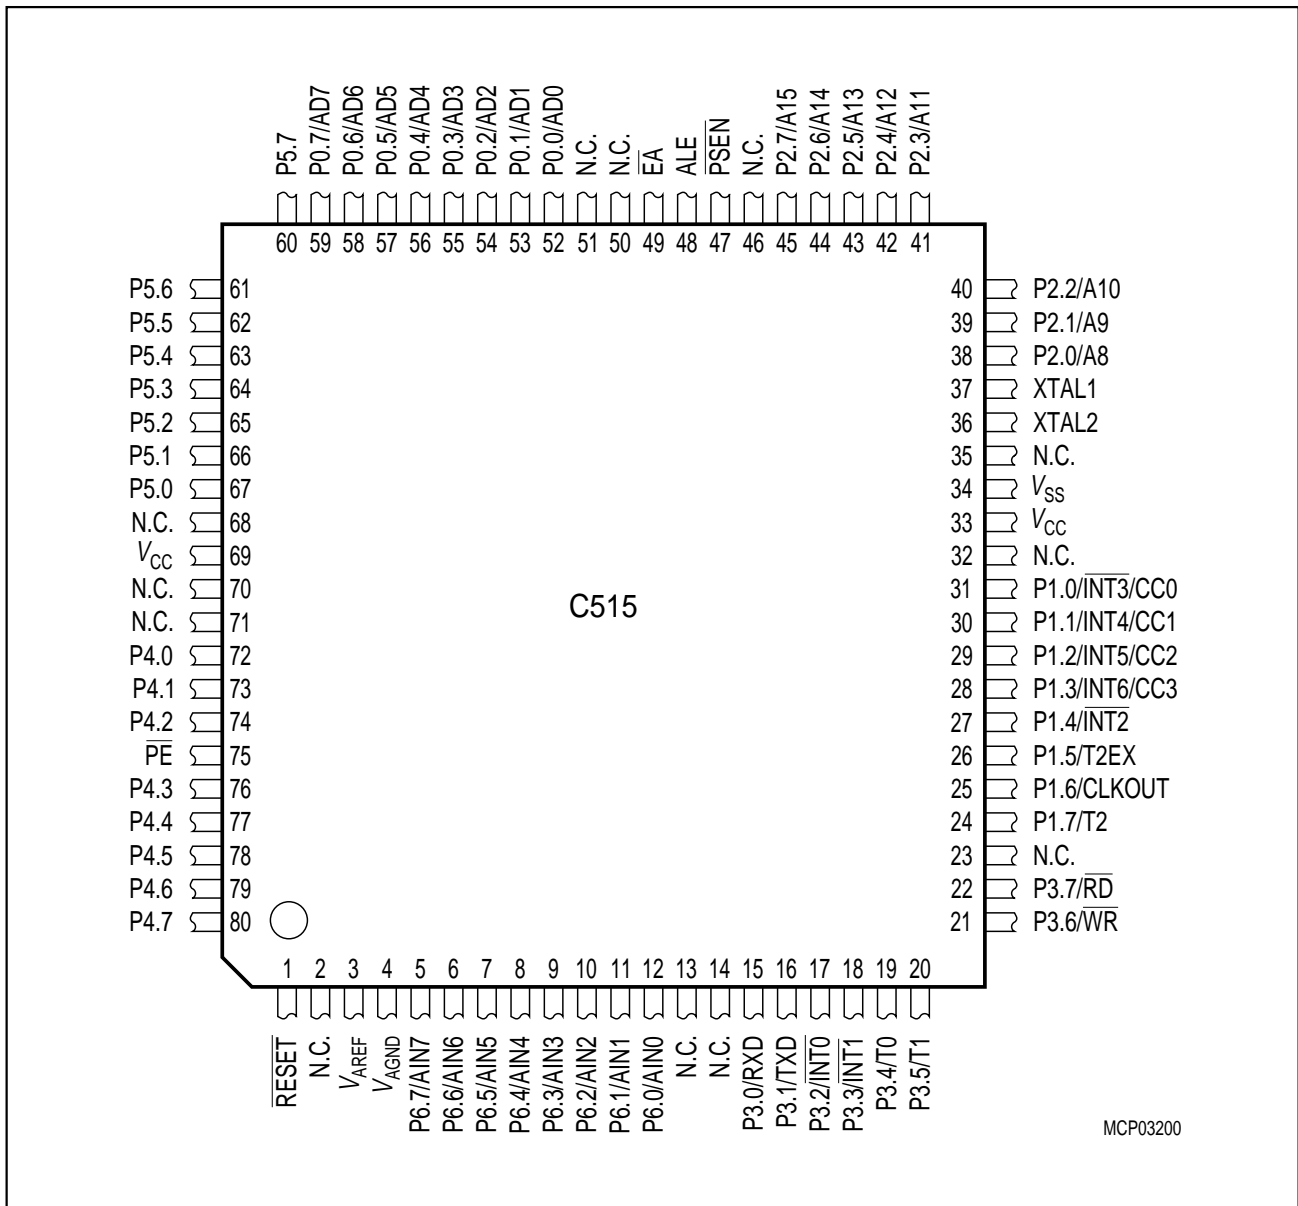 P5.7
P0.7/AD7
P0.6/AD6
P0.5/AD5
P0.4/AD4
P0.3/AD3
P0.2/AD2
P0.1/AD1
P0.0/AD0
N.C.
N.C.
E̅A̅
ALE
P̅S̅E̅N̅
N.C.
P2.7/A15
P2.6/A14
P2.5/A13
P2.4/A12
P2.3/A11
60 59 58 57 56 55 54 53 52 51 50 49 48 47 46 45 44 43 42 41
P5.6 61
P5.5 62
P5.4 63
P5.3 64
P5.2 65
P5.1 66
P5.0 67
N.C. 68
VCC 69
N.C. 70
N.C. 71
P4.0 72
P4.1 73
P4.2 74
P̅E̅ 75
P4.3 76
P4.4 77
P4.5 78
P4.6 79
P4.7 80
C515
40 P2.2/A10
39 P2.1/A9
38 P2.0/A8
37 XTAL1
36 XTAL2
35 N.C.
34 VSS
33 VCC
32 N.C.
31 P1.0/I̅N̅T̅3̅/CC0
30 P1.1/INT4/CC1
29 P1.2/INT5/CC2
28 P1.3/INT6/CC3
27 P1.4/I̅N̅T̅2̅
26 P1.5/T2EX
25 P1.6/CLKOUT
24 P1.7/T2
23 N.C.
22 P3.7/R̅D̅
21 P3.6/W̅R̅
1 2 3 4 5 6 7 8 9 10 11 12 13 14 15 16 17 18 19 20
R̅E̅S̅E̅T̅
N.C.
VAREF
VAGND
P6.7/AIN7
P6.6/AIN6
P6.5/AIN5
P6.4/AIN4
P6.3/AIN3
P6.2/AIN2
P6.1/AIN1
P6.0/AIN0
N.C.
N.C.
P3.0/RXD
P3.1/TXD
P3.2/I̅N̅T̅0̅
P3.3/I̅N̅T̅1̅
P3.4/T0
P3.5/T1
MCP03200